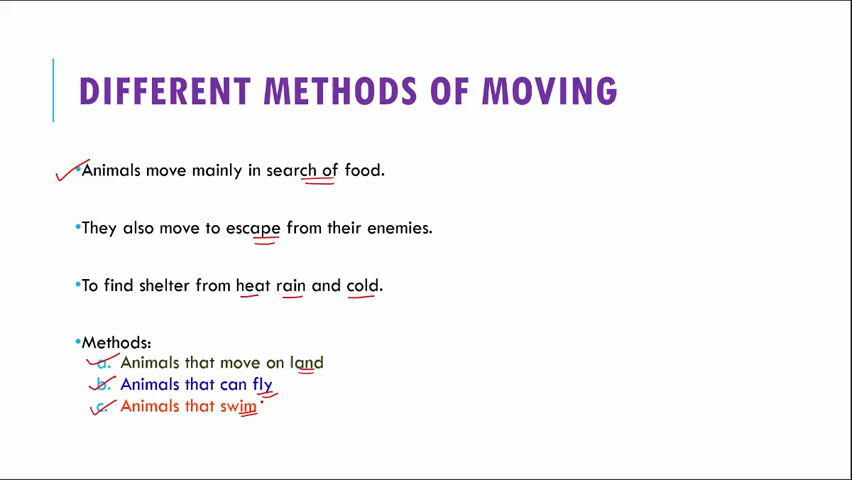 DIFFERENT METHODS OF MOVING
•Animals move mainly in search of food.
•They also move to escape from their enemies.
•To find shelter from heat rain and cold.
•Methods:
a. Animals that move on land
b. Animals that can fly
c. Animals that swim